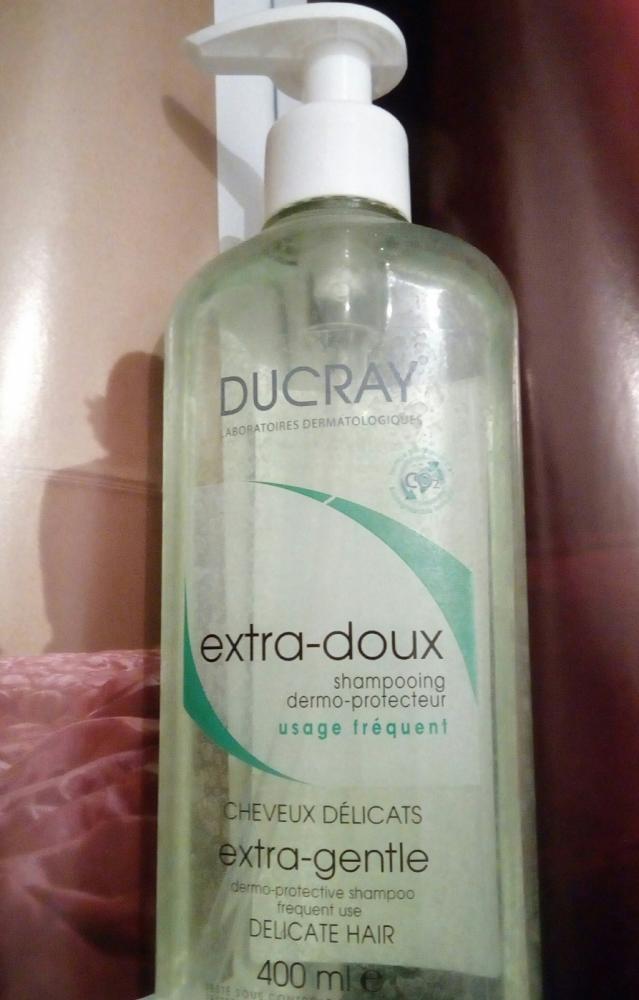 DUCRAY
LABORATOIRES DERMATOLOGIQUES
CO2
extra-doux
shampooing
dermo-protecteur
usage fréquent
CHEVEUX DÉLICATS
extra-gentle
dermo-protective shampoo
frequent use
DELICATE HAIR
400 ml e